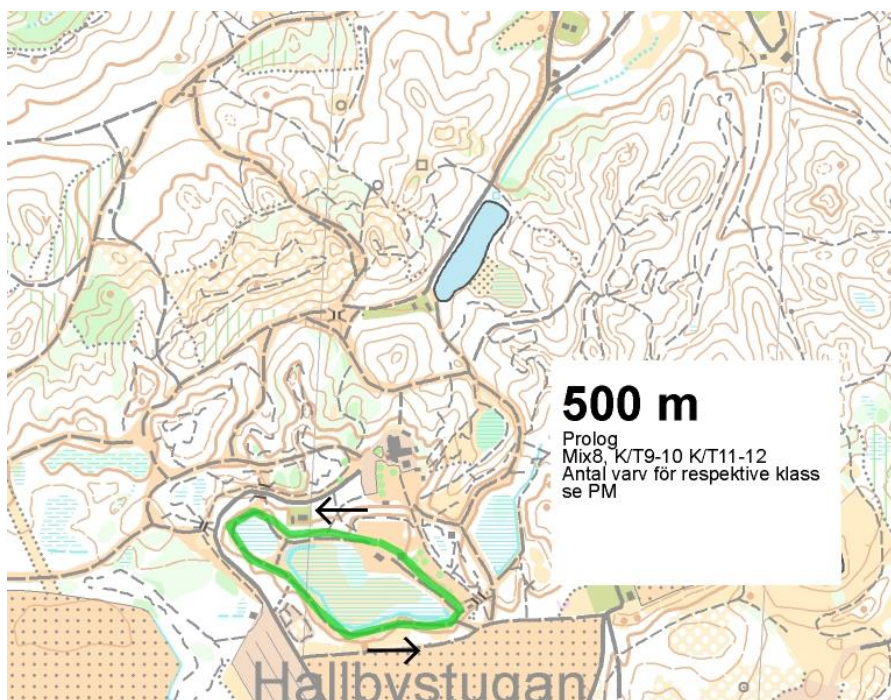 500 m
Prolog
Mix8, K/T9-10 K/T11-12
Antal varv för respektive klass
se PM
Hallbystugan